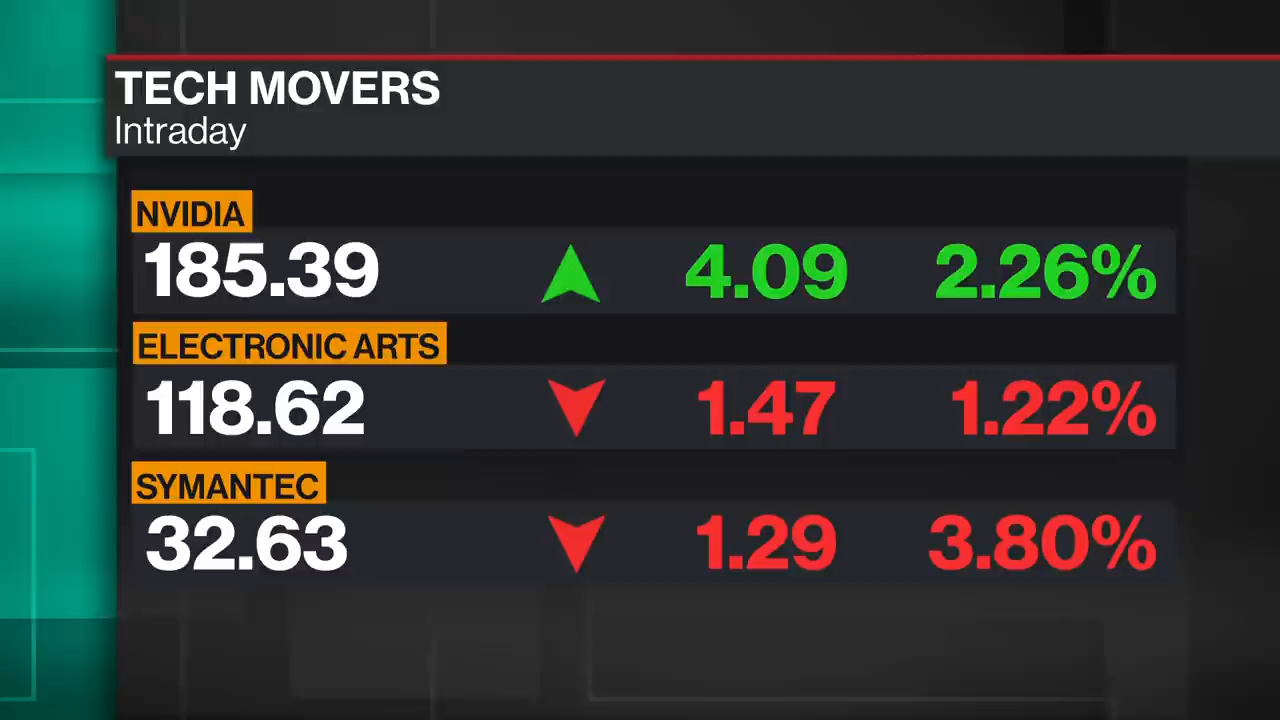 TECH MOVERS
Intraday
NVIDIA
185.39 4.09 2.26%
ELECTRONIC ARTS
118.62 1.47 1.22%
SYMANTEC
32.63 1.29 3.80%